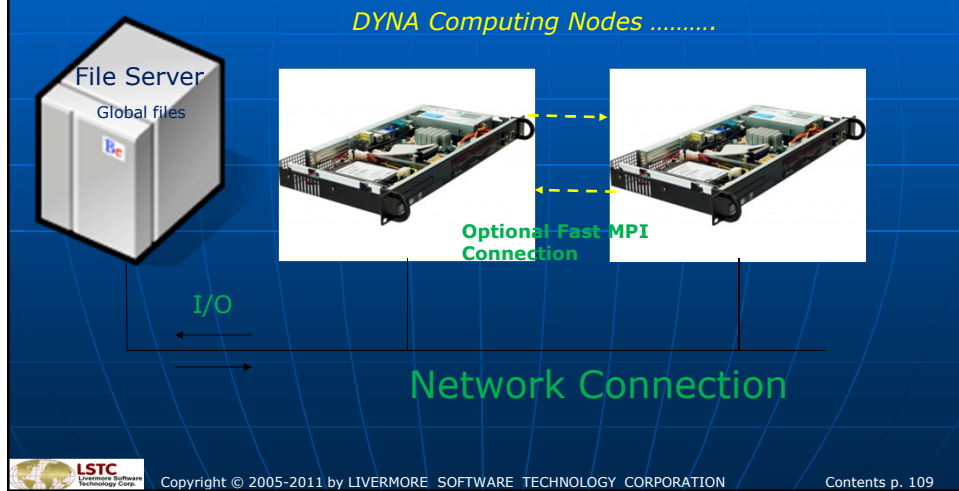 DYNA Computing Nodes ……….
File Server
Global files
Be
Optional Fast MPI
Connection
I/O
Network Connection
LSTC
Livermore Software
Technology Corp.
Copyright © 2005-2011 by LIVERMORE SOFTWARE TECHNOLOGY CORPORATION
Contents p. 109